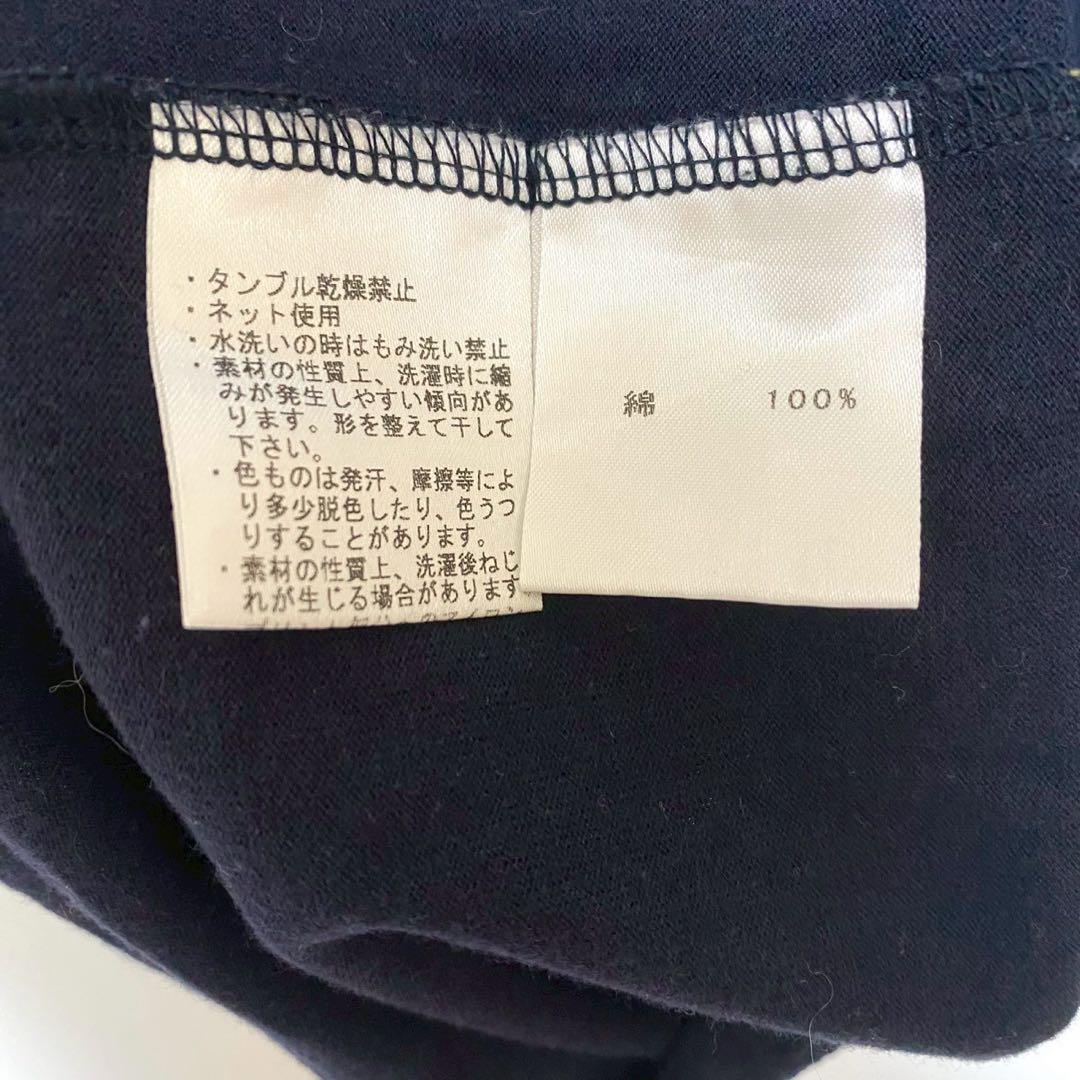 ・タンブル乾燥禁止
・ネット使用
・水洗いの時はもみ洗い禁止
・素材の性質上、洗濯時に縮
みが発生しやすい傾向があ
ります。形を整えて干して
下さい。
・色ものは発汗、摩擦等によ
り多少脱色したり、色うつ
りすることがあります。
・素材の性質上、洗濯後ねじ
れが生じる場合があります
綿 100%